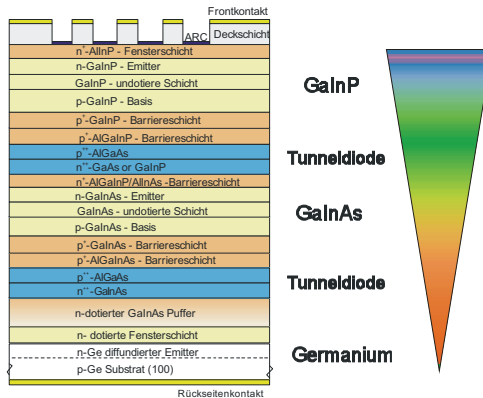 Frontkontakt
ARC Deckschicht
n⁺-AlInP - Fensterschicht
n-GaInP - Emitter
GaInP - undotiere Schicht
p-GaInP - Basis
p⁺-GaInP - Barriereschicht
p⁺-AlGaInP - Barriereschicht
p⁺⁺-AlGaAs
n⁺⁺-GaAs or GaInP
n⁺-AlGaInP/AlInAs -Barriereschicht
n-GaInAs - Emitter
GaInAs - undotierte Schicht
p-GaInAs - Basis
p⁺-GaInAs - Barriereschicht
p⁺-AlGaInAs - Barriereschicht
p⁺⁺-AlGaAs
n⁺⁺-GaInAs
n-dotierter GaInAs Puffer
n- dotierte Fensterschicht
n-Ge diffundierter Emitter
p-Ge Substrat (100)
Rückseitenkontakt
GaInP
Tunneldiode
GaInAs
Tunneldiode
Germanium